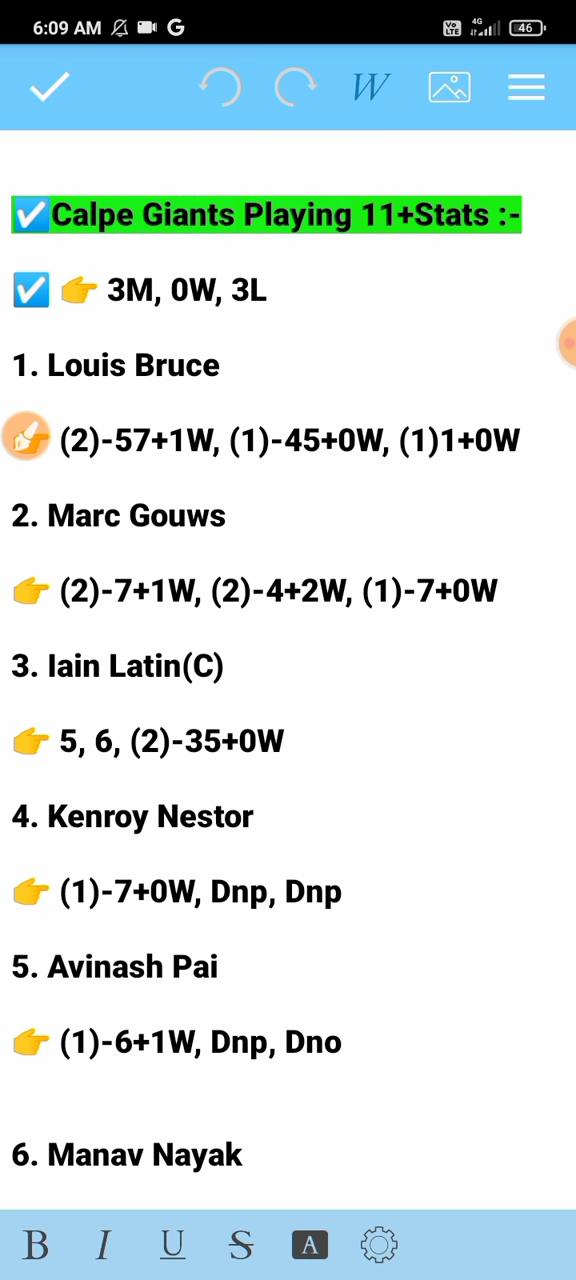 6:09 AM G Vo LTE 4G 46
W
✅Calpe Giants Playing 11+Stats :-
✅ 👉 3M, 0W, 3L
1. Louis Bruce
👉 (2)-57+1W, (1)-45+0W, (1)1+0W
2. Marc Gouws
👉 (2)-7+1W, (2)-4+2W, (1)-7+0W
3. Iain Latin(C)
👉 5, 6, (2)-35+0W
4. Kenroy Nestor
👉 (1)-7+0W, Dnp, Dnp
5. Avinash Pai
👉 (1)-6+1W, Dnp, Dno
6. Manav Nayak
B I U S A